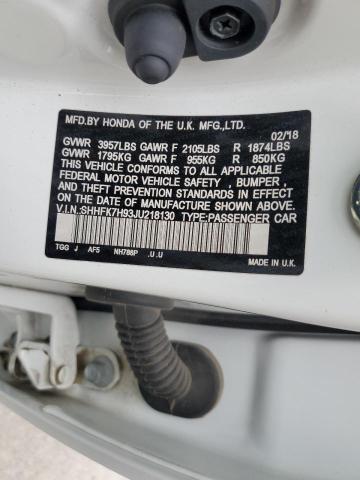 MFD.BY HONDA OF THE U.K. MFG.,LTD.
02/18
GVWR 3957LBS GAWR F 2105LBS R 1874LBS
GVWR 1795KG GAWR F 955KG R 850KG
THIS VEHICLE CONFORMS TO ALL APPLICABLE
FEDERAL MOTOR VEHICLE SAFETY , BUMPER ,
AND THEFT PREVENTION STANDARDS IN EFFECT
ON THE DATE OF MANUFACTURE SHOWN ABOVE.
V.I.N.:SHHFK7H93JU218130 TYPE:PASSENGER CAR
TGG J AF5 NH788P .U .U
MADE IN U.K.